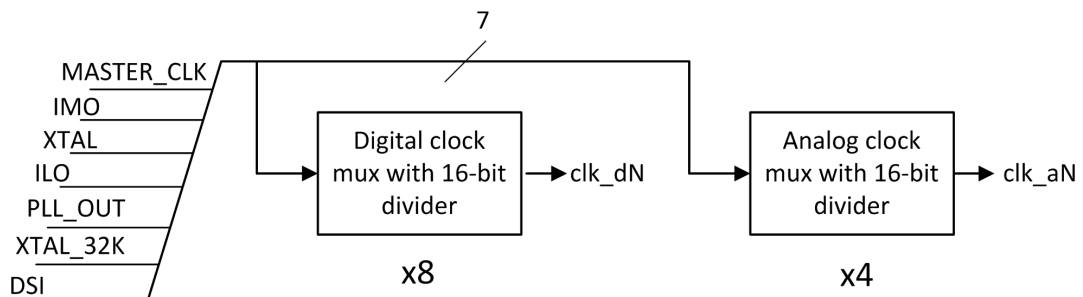 7
MASTER_CLK
IMO
XTAL
ILO
PLL_OUT
XTAL_32K
DSI
Digital clock
mux with 16-bit
divider
clk_dN
x8
Analog clock
mux with 16-bit
divider
clk_aN
x4